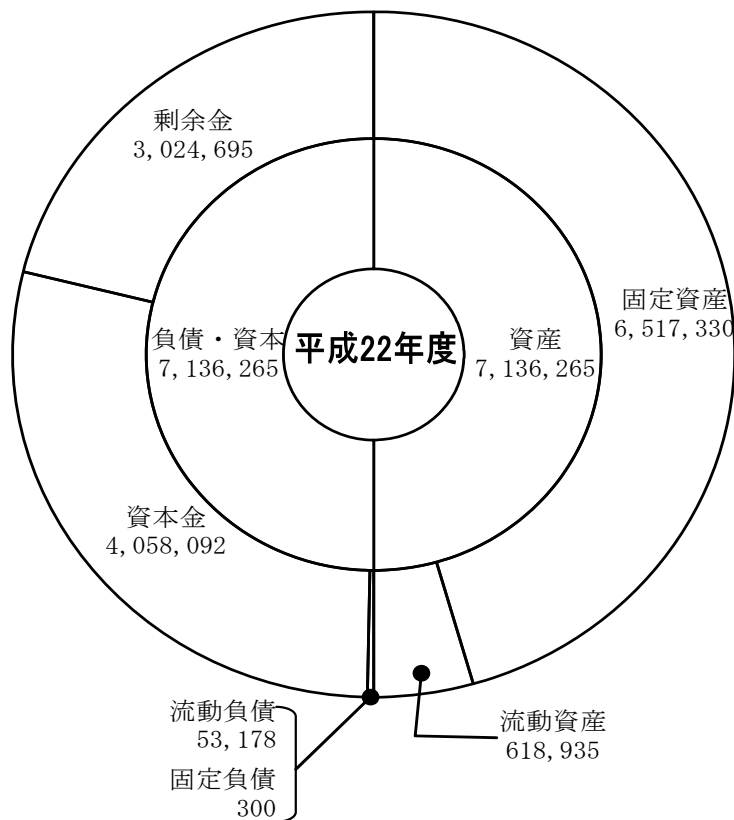 剰余金
3,024,695
固定資産
6,517,330
負債・資本
7,136,265
平成22年度
資産
7,136,265
資本金
4,058,092
流動負債
53,178
固定負債
300
流動資産
618,935